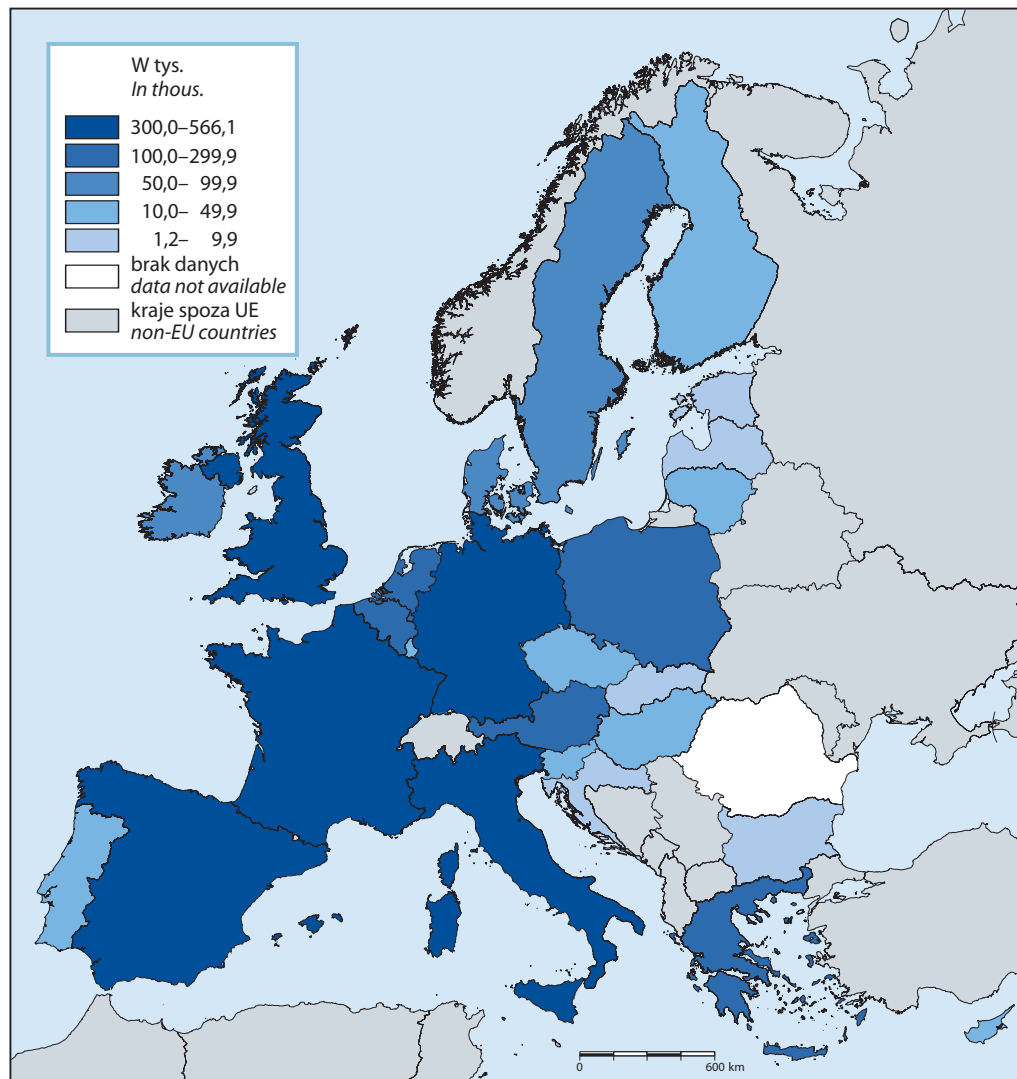 W tys.
In thous.
300,0–566,1
100,0–299,9
50,0– 99,9
10,0– 49,9
1,2– 9,9
brak danych
data not available
kraje spoza UE
non-EU countries
0 600 km